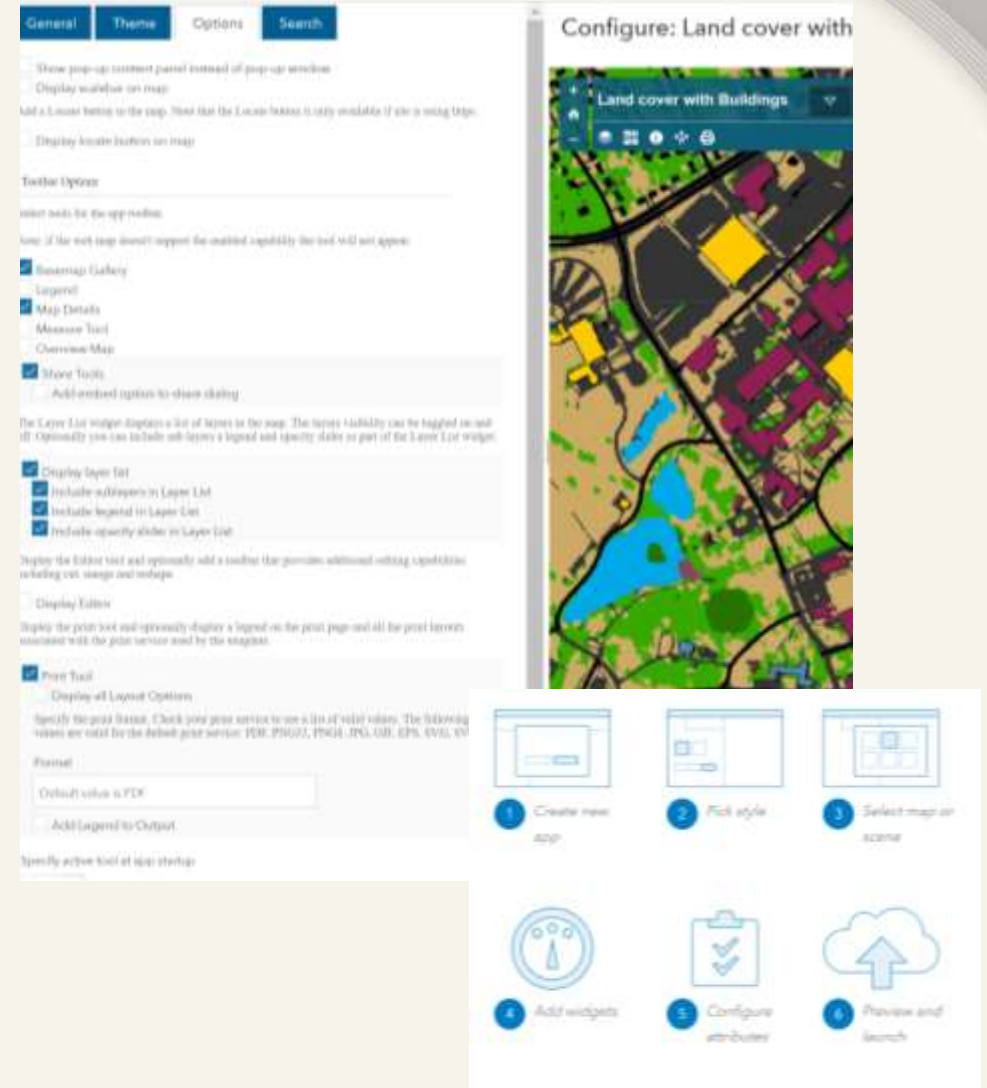 General Theme Options Search
Show pop-up content panel instead of pop-up window
Display scalebar on map
Add a Locate button to the map. Note that the Locate button is only available if site is using https.
Display locate button on map
Toolbar Options
Select tools for the app toolbar.
Note: if the web map doesn't support the enabled capability the tool will not appear.
Basemap Gallery
Legend
Map Details
Measure Tool
Overview Map
Share Tools
Add embed option to share dialog
The Layer List widget displays a list of layers in the map. The layers visibility can be toggled on and
off. Optionally you can include sub layers a legend and opacity slider as part of the Layer List widget.
Display layer list
Include sublayers in Layer List
Include legend in Layer List
Include opacity slider in Layer List
Display the Editor tool and optionally add a toolbar that provides additional editing capabilities
including cut, merge and reshape.
Display Editor
Display the print tool and optionally display a legend on the print page and all the print layouts
associated with the print service used by the template.
Print Tool
Display all Layout Options
Specify the print format. Check your print service to see a list of valid values. The following
values are valid for the default print service: PDF, PNG32, PNG8, JPG, GIF, EPS, SVG,
Format
Default value is PDF
Add Legend to Output
Specify active tool at app startup
Configure: Land cover with
Land cover with Buildings
1 Create new
app
2 Pick style
3 Select map or
scene
4 Add widgets
5 Configure
attributes
6 Preview and
launch